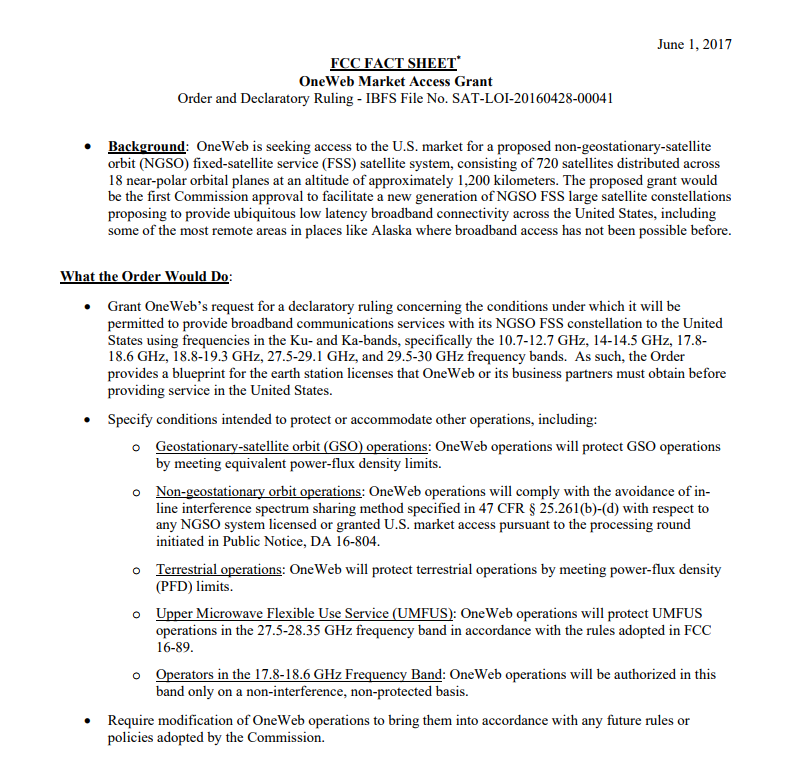 June 1, 2017
FCC FACT SHEET*
OneWeb Market Access Grant
Order and Declaratory Ruling - IBFS File No. SAT-LOI-20160428-00041
• Background: OneWeb is seeking access to the U.S. market for a proposed non-geostationary-satellite
orbit (NGSO) fixed-satellite service (FSS) satellite system, consisting of 720 satellites distributed across
18 near-polar orbital planes at an altitude of approximately 1,200 kilometers. The proposed grant would
be the first Commission approval to facilitate a new generation of NGSO FSS large satellite constellations
proposing to provide ubiquitous low latency broadband connectivity across the United States, including
some of the most remote areas in places like Alaska where broadband access has not been possible before.
What the Order Would Do:
• Grant OneWeb’s request for a declaratory ruling concerning the conditions under which it will be
permitted to provide broadband communications services with its NGSO FSS constellation to the United
States using frequencies in the Ku- and Ka-bands, specifically the 10.7-12.7 GHz, 14-14.5 GHz, 17.8-
18.6 GHz, 18.8-19.3 GHz, 27.5-29.1 GHz, and 29.5-30 GHz frequency bands. As such, the Order
provides a blueprint for the earth station licenses that OneWeb or its business partners must obtain before
providing service in the United States.
• Specify conditions intended to protect or accommodate other operations, including:
o Geostationary-satellite orbit (GSO) operations: OneWeb operations will protect GSO operations
by meeting equivalent power-flux density limits.
o Non-geostationary orbit operations: OneWeb operations will comply with the avoidance of in-
line interference spectrum sharing method specified in 47 CFR § 25.261(b)-(d) with respect to
any NGSO system licensed or granted U.S. market access pursuant to the processing round
initiated in Public Notice, DA 16-804.
o Terrestrial operations: OneWeb will protect terrestrial operations by meeting power-flux density
(PFD) limits.
o Upper Microwave Flexible Use Service (UMFUS): OneWeb operations will protect UMFUS
operations in the 27.5-28.35 GHz frequency band in accordance with the rules adopted in FCC
16-89.
o Operators in the 17.8-18.6 GHz Frequency Band: OneWeb operations will be authorized in this
band only on a non-interference, non-protected basis.
• Require modification of OneWeb operations to bring them into accordance with any future rules or
policies adopted by the Commission.